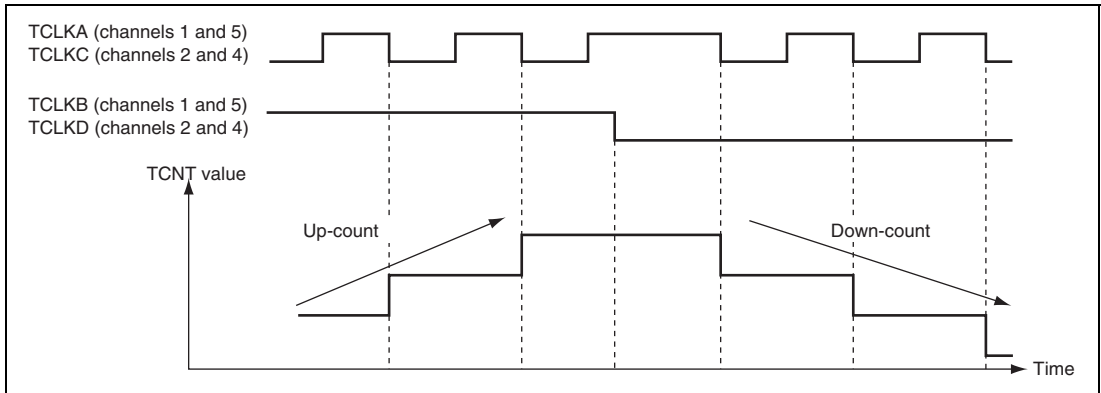 TCLKA (channels 1 and 5)
TCLKC (channels 2 and 4)
TCLKB (channels 1 and 5)
TCLKD (channels 2 and 4)
TCNT value
Up-count
Down-count
Time